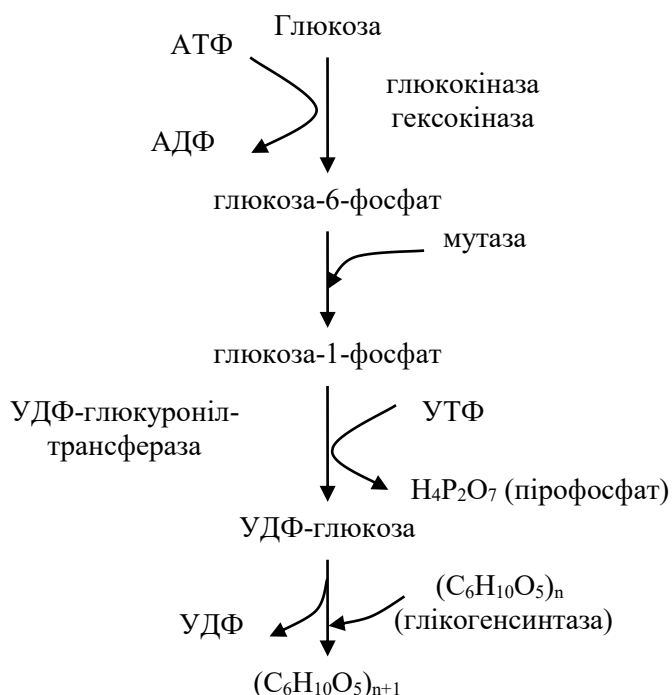 Глюкоза
АТФ
глюкокіназа
гексокіназа
АДФ
глюкоза-6-фосфат
мутаза
глюкоза-1-фосфат
УДФ-глюкуроніл-
трансфераза
УТФ
H₄P₂O₇ (пірофосфат)
УДФ-глюкоза
(C₆H₁₀O₅)ₙ
(глікогенсинтаза)
УДФ
(C₆H₁₀O₅)ₙ₊₁